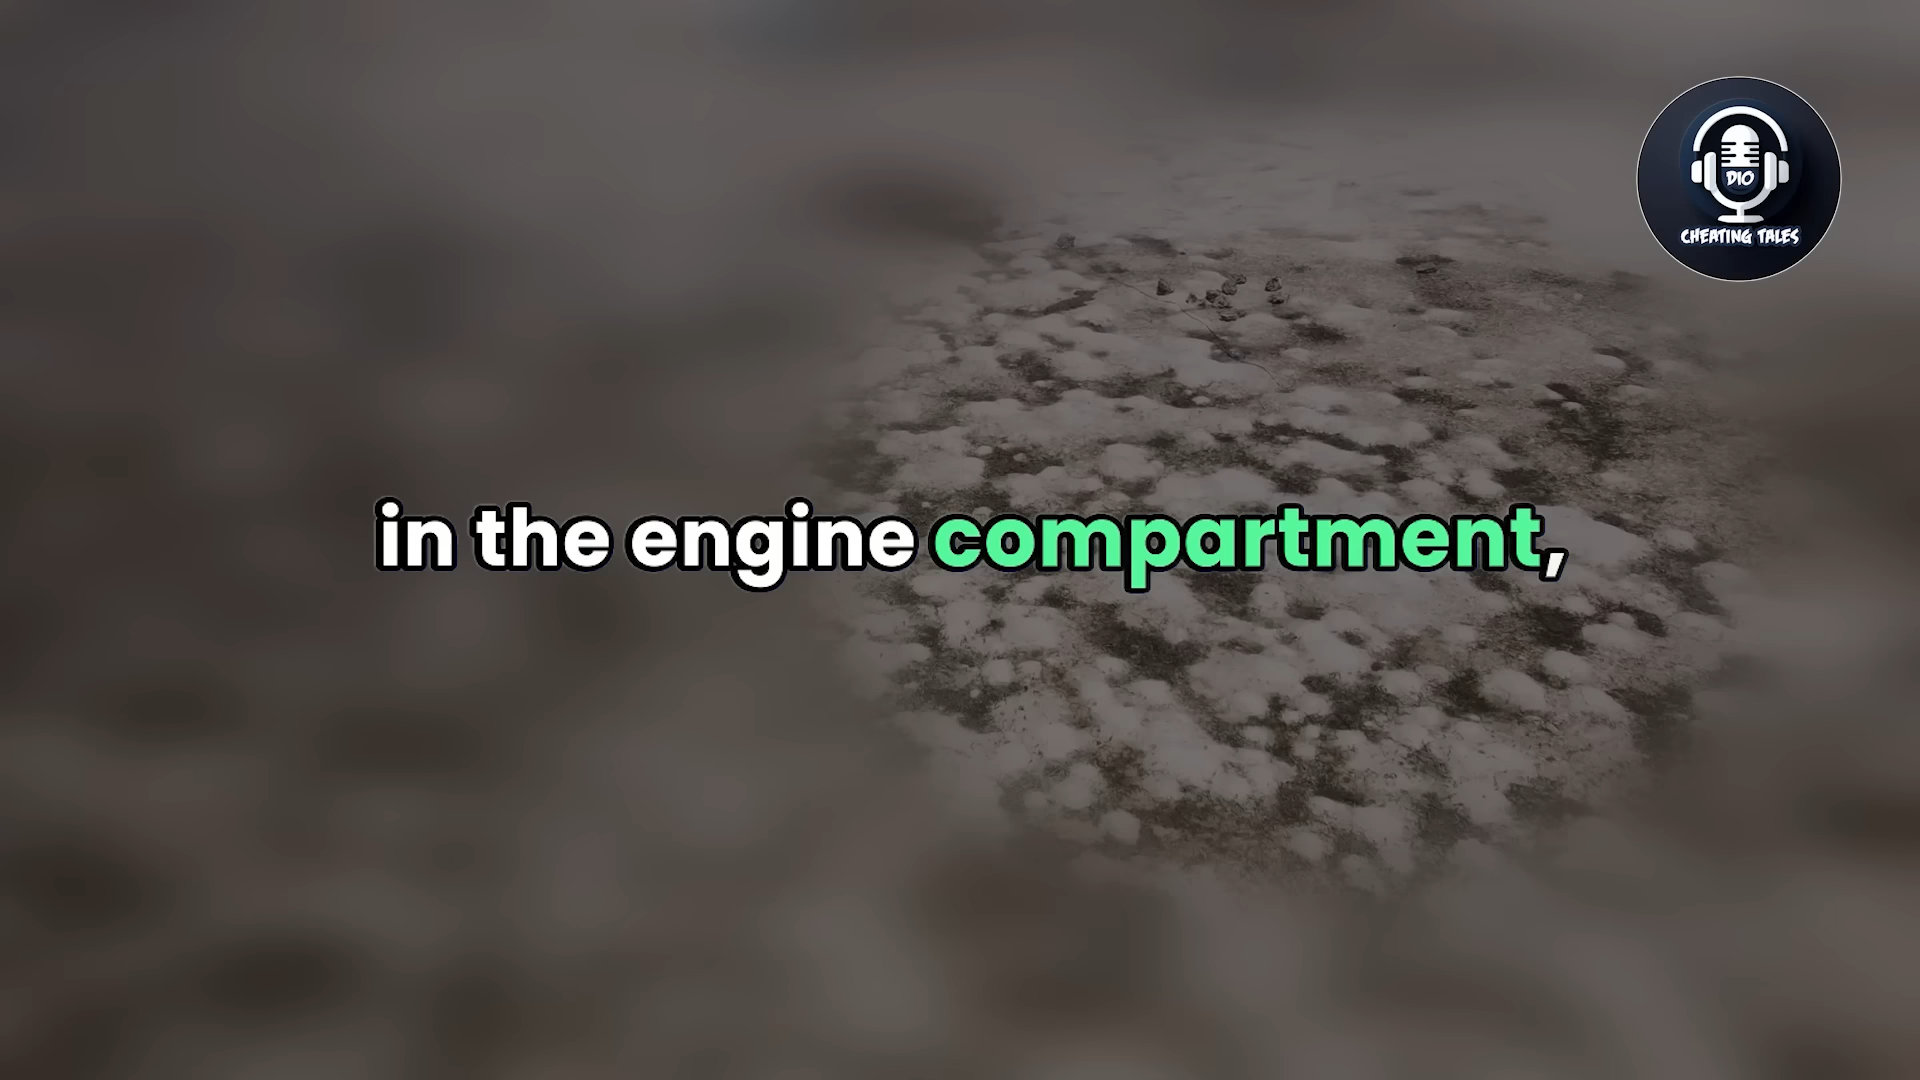 DIO
CHEATING TALES
in the engine compartment,